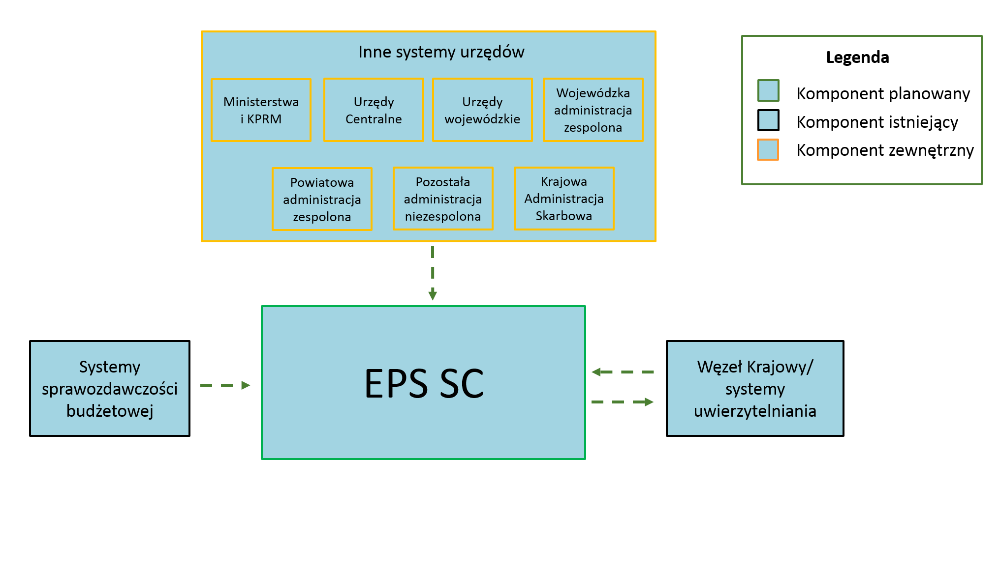 Inne systemy urzędów
Ministerstwa
i KPRM
Urzędy
Centralne
Urzędy
wojewódzkie
Wojewódzka
administracja
zespolona
Powiatowa
administracja
zespolona
Pozostała
administracja
niezespolona
Krajowa
Administracja
Skarbowa
Legenda
Komponent planowany
Komponent istniejący
Komponent zewnętrzny
Systemy
sprawozdawczości
budżetowej
EPS SC
Węzeł Krajowy/
systemy
uwierzytelniania